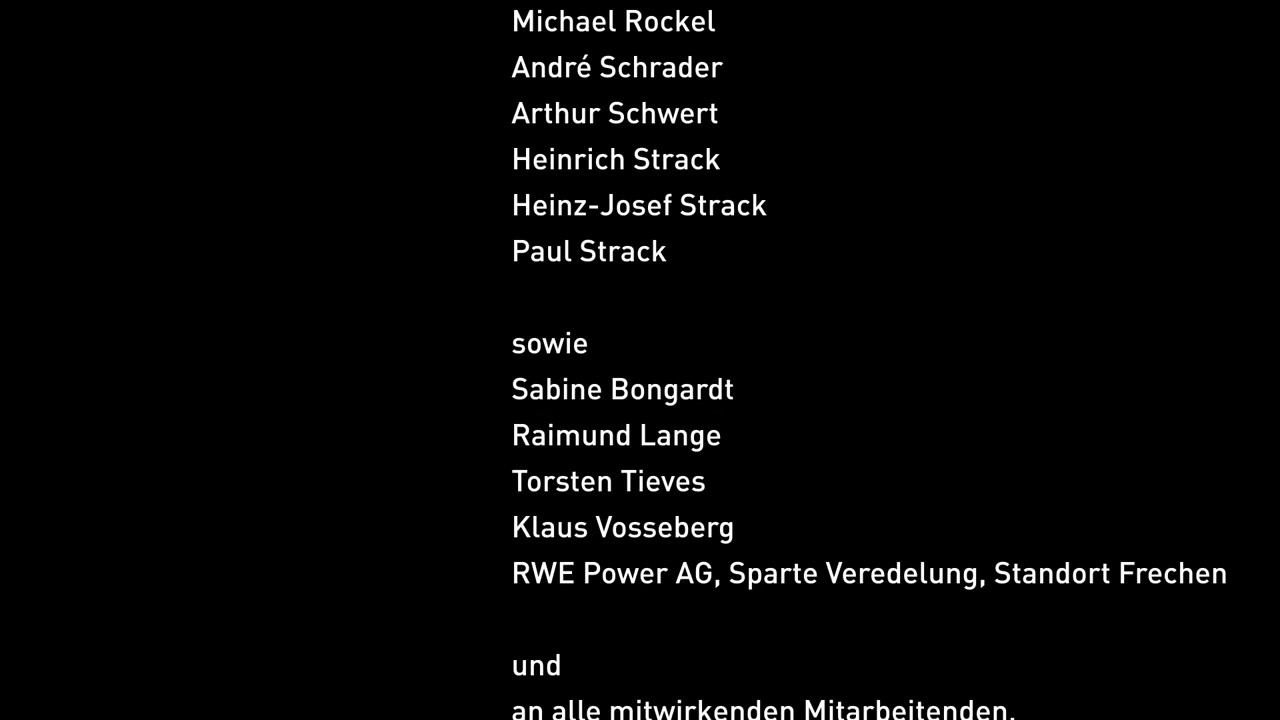 Michael Rockel
André Schrader
Arthur Schwert
Heinrich Strack
Heinz-Josef Strack
Paul Strack
sowie
Sabine Bongardt
Raimund Lange
Torsten Tieves
Klaus Vosseberg
RWE Power AG, Sparte Veredelung, Standort Frechen
und
an alle mitwirkenden Mitarbeitenden.